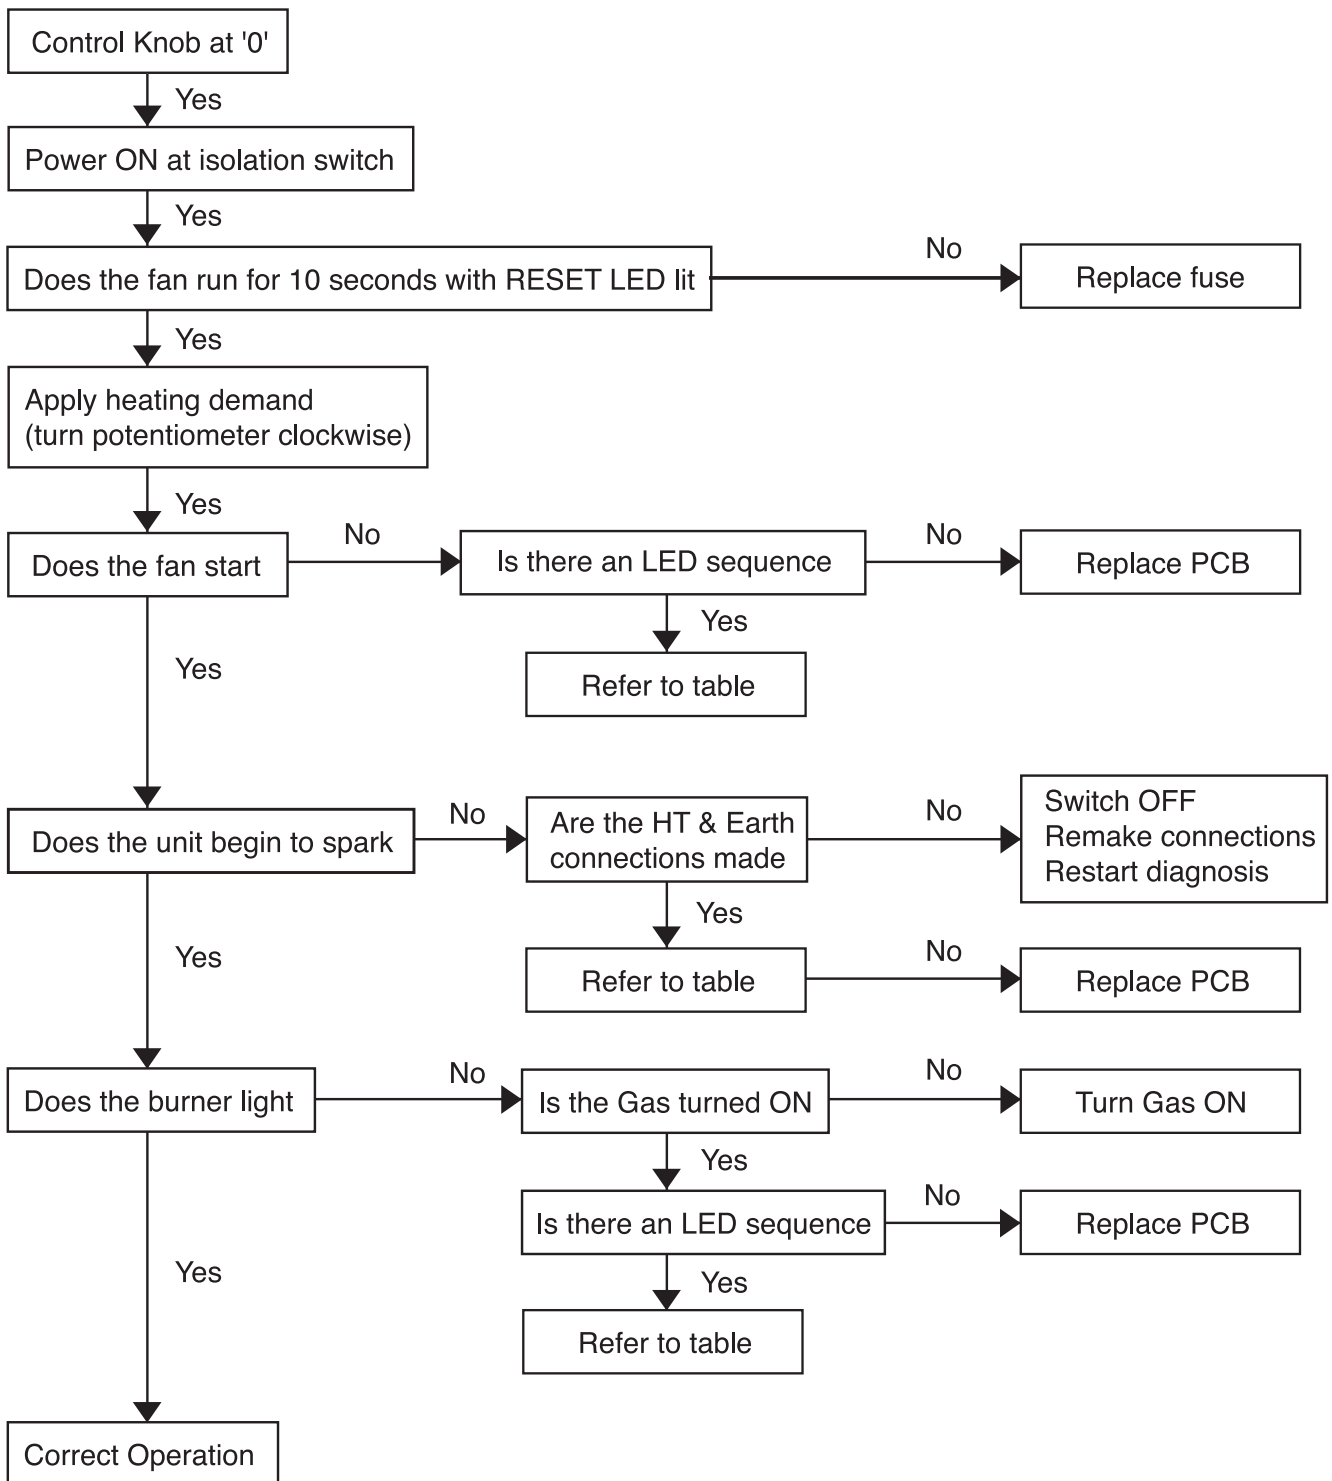 Control Knob at '0'
Yes
Power ON at isolation switch
Yes
Does the fan run for 10 seconds with RESET LED lit
No
Replace fuse
Yes
Apply heating demand
(turn potentiometer clockwise)
Yes
Does the fan start
No
Is there an LED sequence
No
Replace PCB
Yes
Refer to table
Yes
Does the unit begin to spark
No
Are the HT & Earth
connections made
No
Switch OFF
Remake connections
Restart diagnosis
Yes
Refer to table
No
Replace PCB
Yes
Does the burner light
No
Is the Gas turned ON
No
Turn Gas ON
Yes
Is there an LED sequence
No
Replace PCB
Yes
Refer to table
Yes
Correct Operation